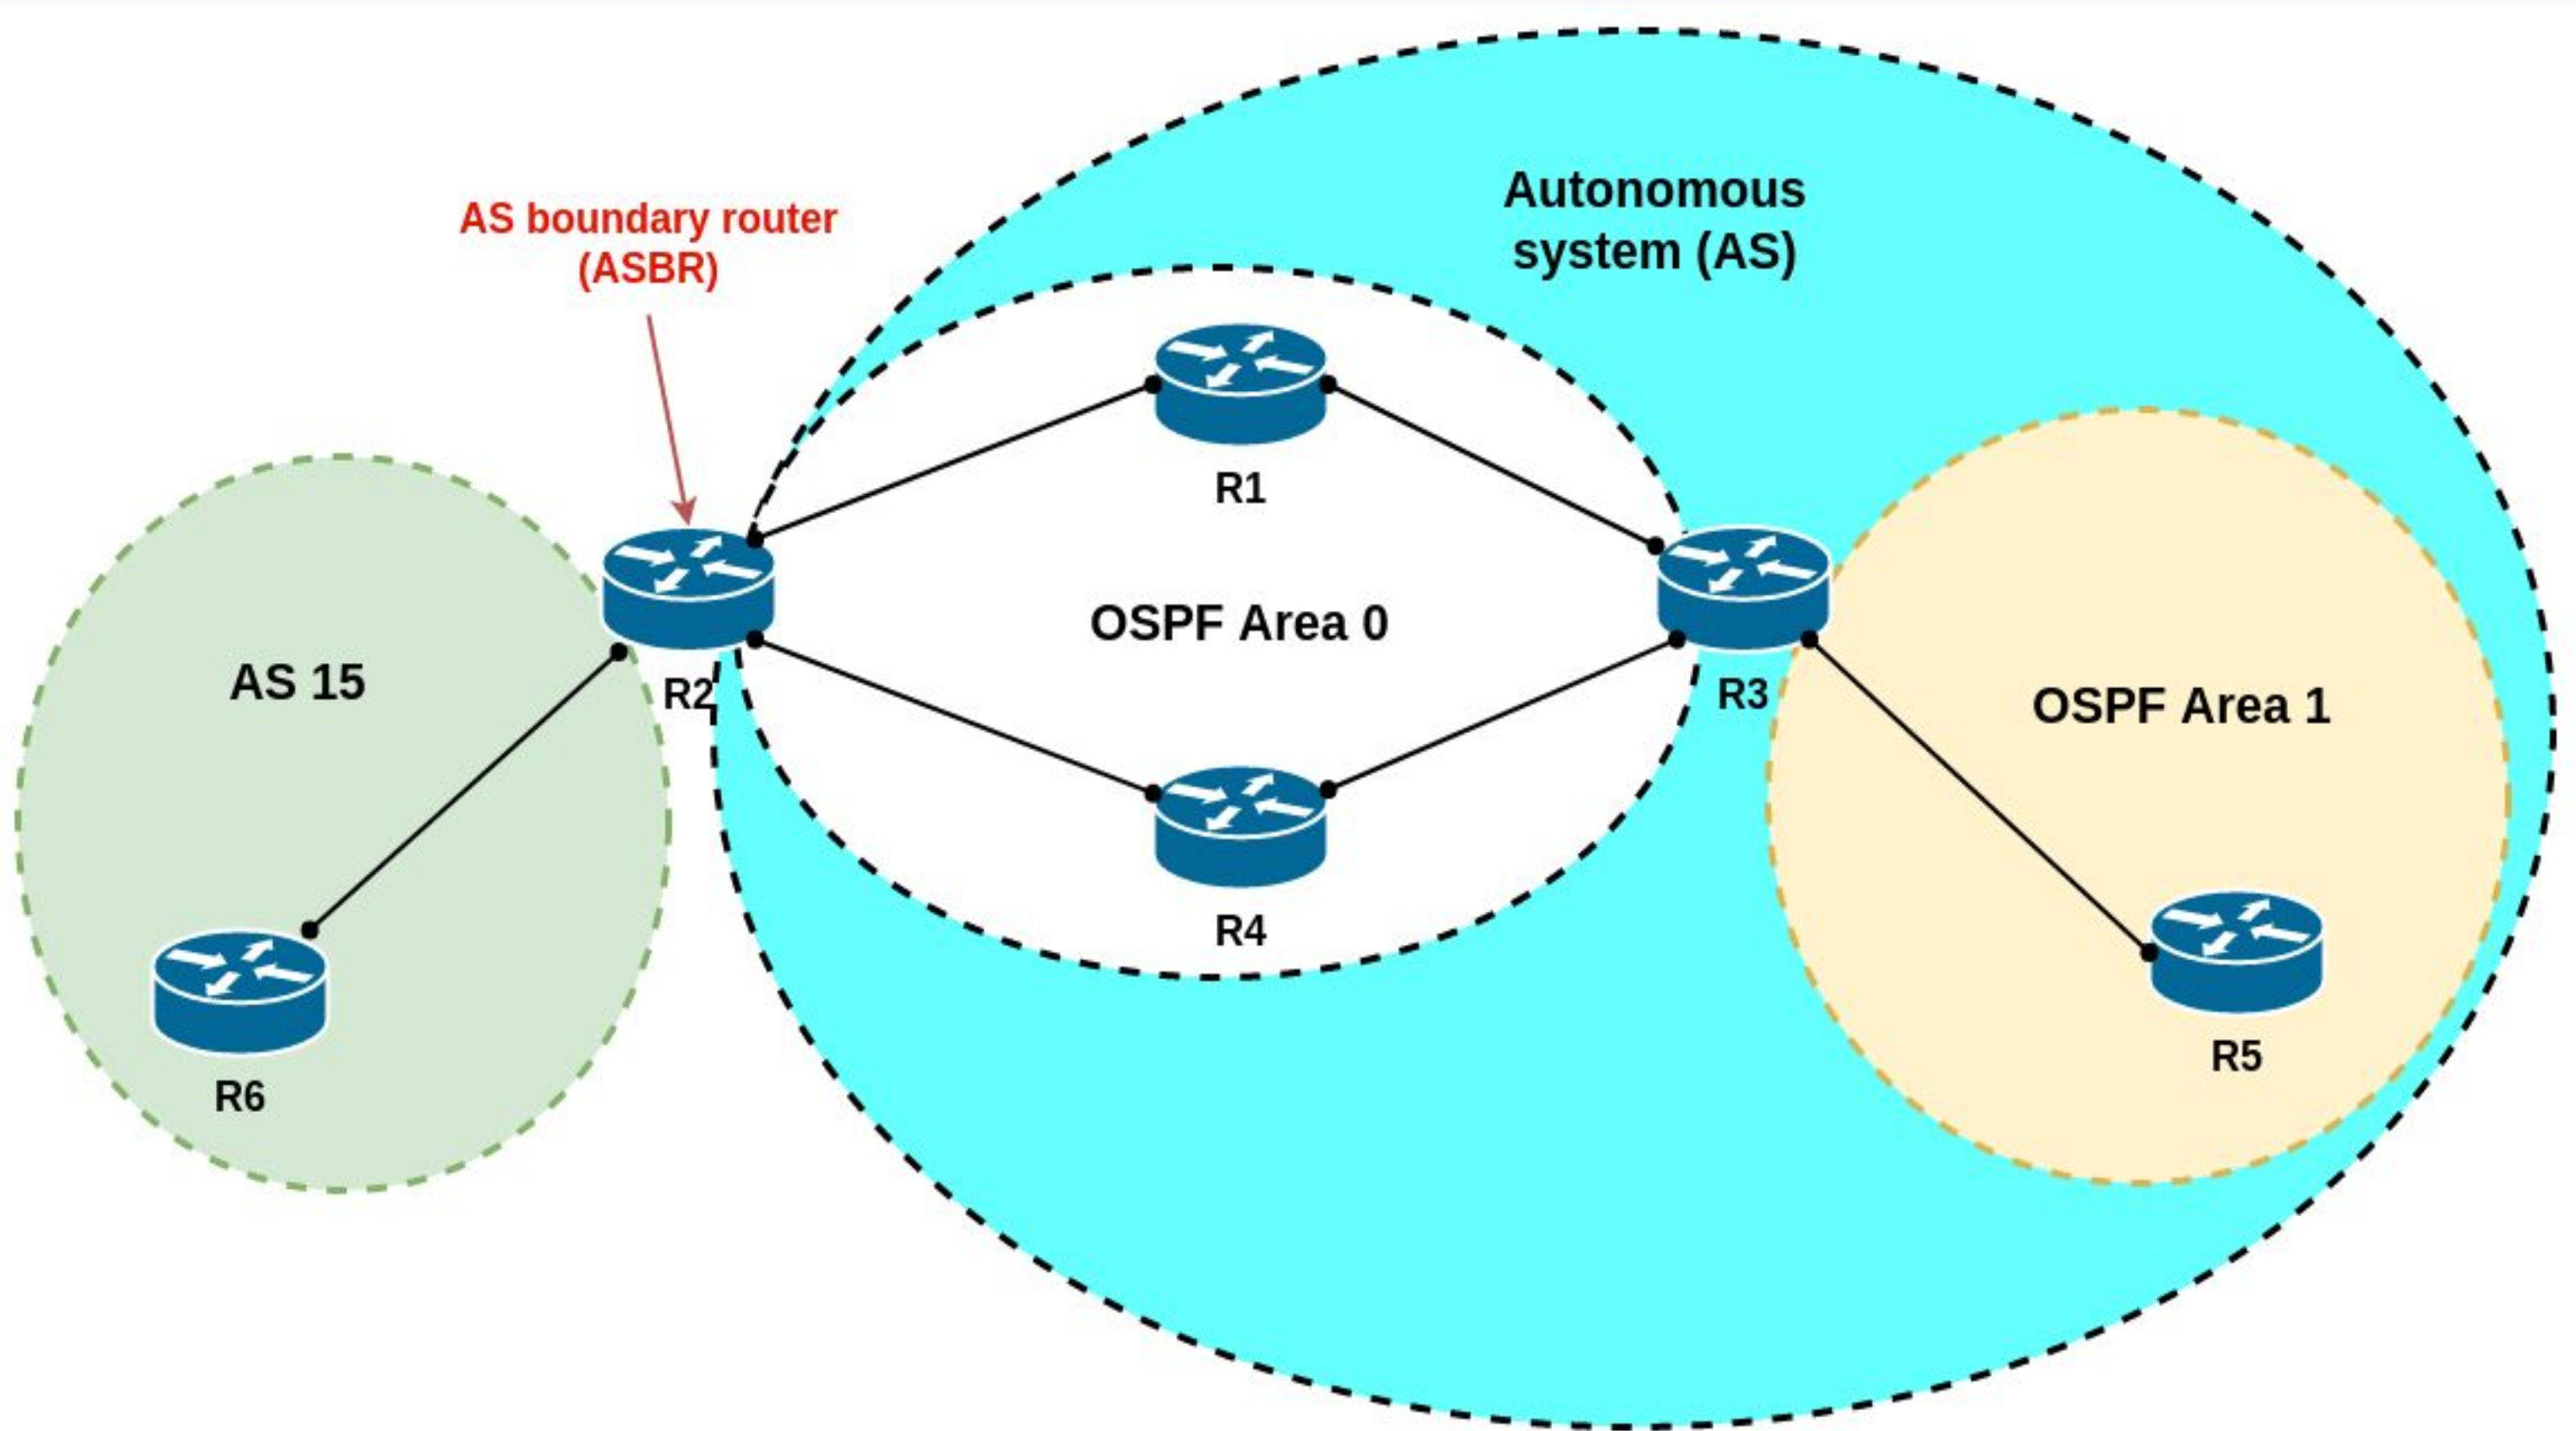 Autonomous
system (AS)
AS boundary router
(ASBR)
R1
OSPF Area 0
AS 15
R2
R3
OSPF Area 1
R4
R5
R6